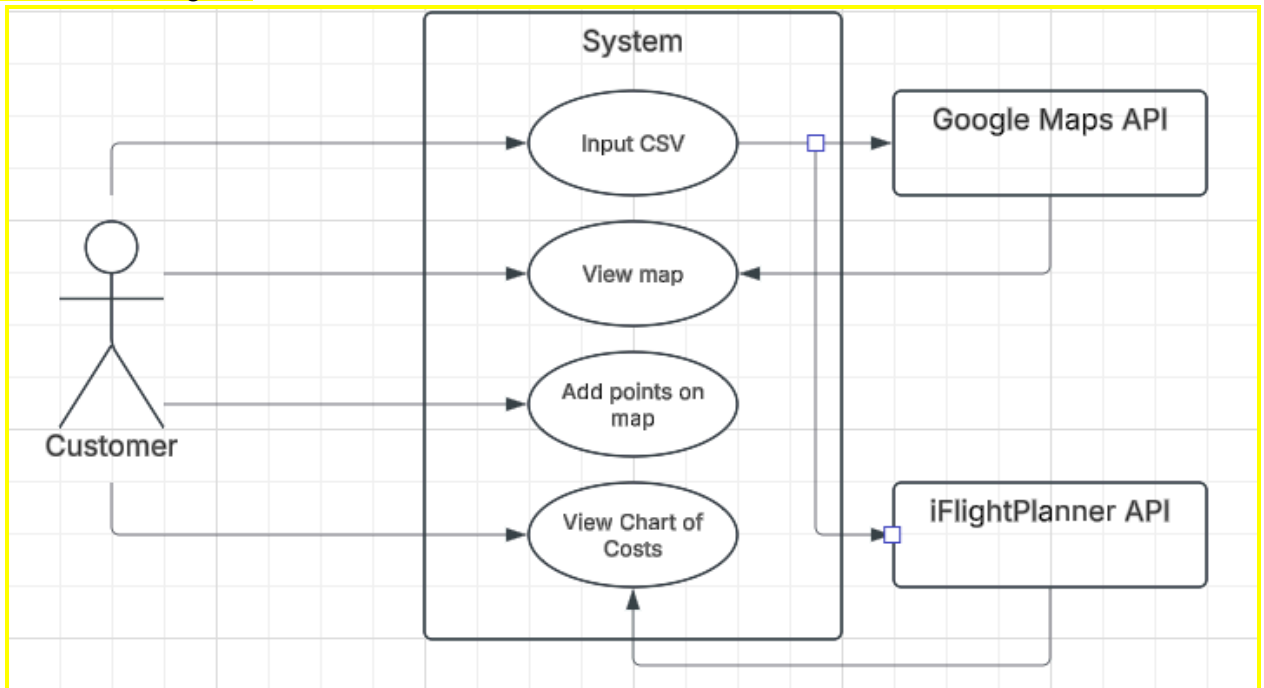 System
Input CSV
Google Maps API
View map
Add points on
map
Customer
View Chart of
Costs
iFlightPlanner API